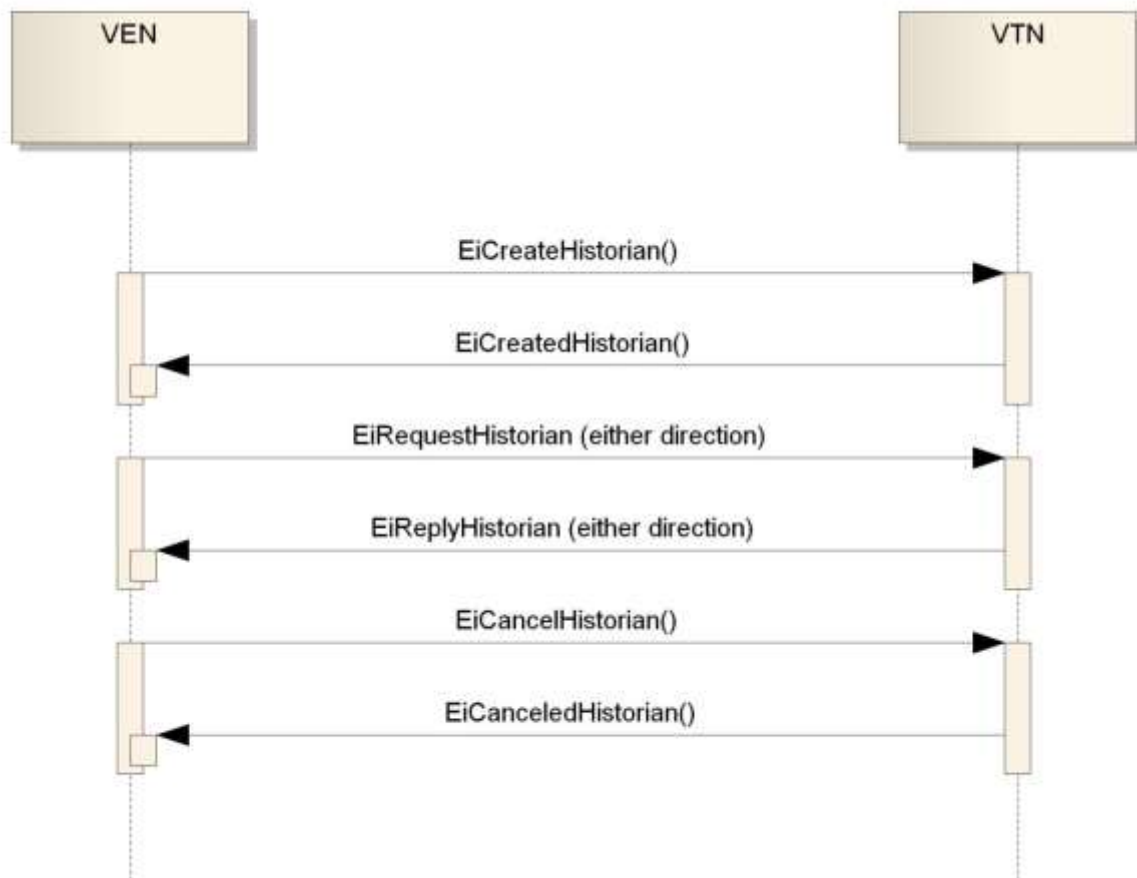 VEN
VTN
EiCreateHistorian()
EiCreatedHistorian()
EiRequestHistorian (either direction)
EiReplyHistorian (either direction)
EiCancelHistorian()
EiCanceledHistorian()